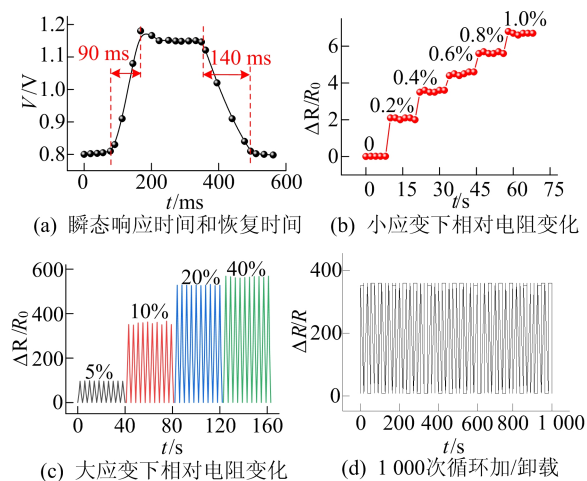 1.2
1.1
1.0
0.9
0.8
V/V
90 ms
140 ms
0 200 400 600
t/ms
(a) 瞬态响应时间和恢复时间
6
4
2
0
ΔR/R₀
0
0.2%
0.4%
0.6%
0.8%
1.0%
0 15 30 45 60 75
t/s
(b) 小应变下相对电阻变化
600
400
200
0
ΔR/R₀
5%
10%
20%
40%
0 40 80 120 160
t/s
(c) 大应变下相对电阻变化
400
200
0
ΔR/R
0 200 400 600 800 1 000
t/s
(d) 1 000次循环加/卸载